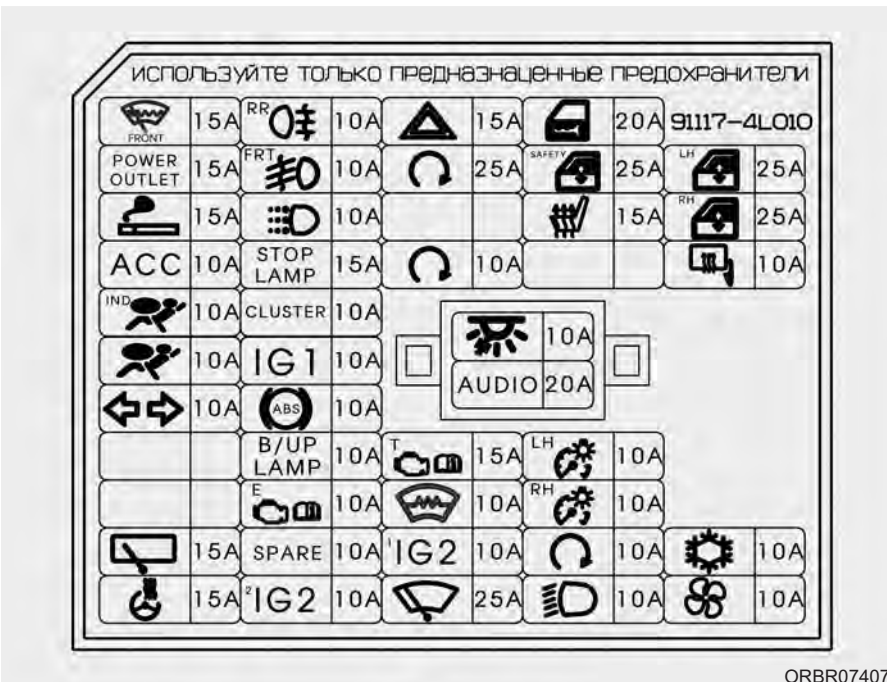 используйте только предназначенные предохранители
FRONT 15A RR 10A 15A 20A 91117-4L010
POWER OUTLET 15A FRT 10A 25A SAFETY 25A LH 25A
15A 10A 15A RH 25A
ACC 10A STOP LAMP 15A 10A 10A
IND 10A CLUSTER 10A
10A
10A IG1 10A
AUDIO 20A
10A ABS 10A
B/UP LAMP 10A T 15A LH 10A
E 10A 10A RH 10A
15A SPARE 10A 1IG2 10A 10A 10A
15A 2IG2 10A 25A 10A 10A
ORBR07407